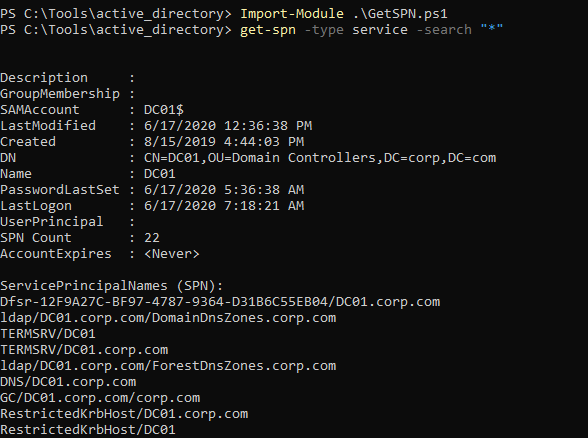 PS C:\Tools\active_directory> Import-Module .\GetSPN.ps1
PS C:\Tools\active_directory> get-spn -type service -search "*"
Description :
GroupMembership :
SAMAccount : DC01$
LastModified : 6/17/2020 12:36:38 PM
Created : 8/15/2019 4:44:03 PM
DN : CN=DC01,OU=Domain Controllers,DC=corp,DC=com
Name : DC01
PasswordLastSet : 6/17/2020 5:36:38 AM
LastLogon : 6/17/2020 7:18:21 AM
UserPrincipal :
SPN Count : 22
AccountExpires : <Never>
ServicePrincipalNames (SPN):
Dfsr-12F9A27C-BF97-4787-9364-D31B6C55EB04/DC01.corp.com
ldap/DC01.corp.com/DomainDnsZones.corp.com
TERMSRV/DC01
TERMSRV/DC01.corp.com
ldap/DC01.corp.com/ForestDnsZones.corp.com
DNS/DC01.corp.com
GC/DC01.corp.com/corp.com
RestrictedKrbHost/DC01.corp.com
RestrictedKrbHost/DC01